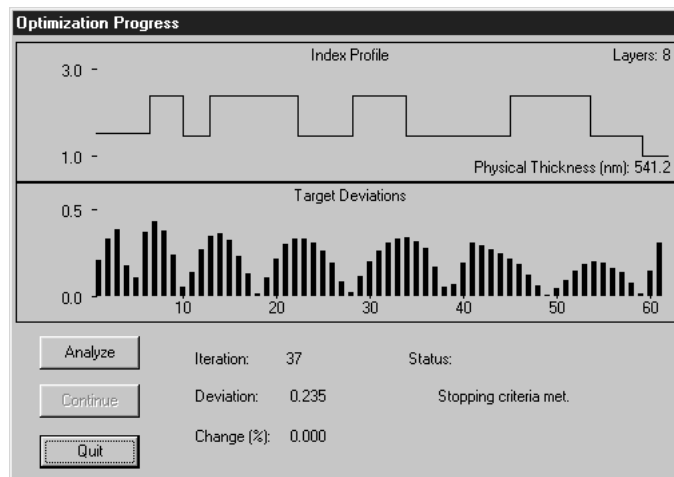 Optimization Progress
Index Profile
Layers: 8
3.0
1.0
Physical Thickness (nm): 541.2
Target Deviations
0.5
0.0
10 20 30 40 50 60
Analyze
Iteration: 37 Status:
Continue
Deviation: 0.235 Stopping criteria met.
Change (%): 0.000
Quit